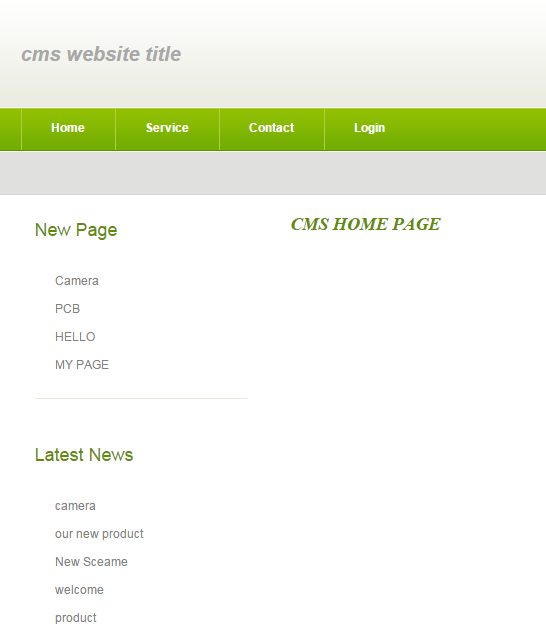 cms website title
Home Service Contact Login
New Page
CMS HOME PAGE
Camera
PCB
HELLO
MY PAGE
Latest News
camera
our new product
New Sceame
welcome
product